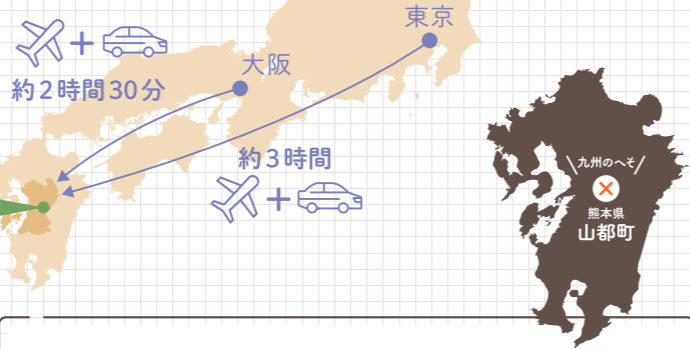 東京
大阪
約2時間30分
約3時間
九州のへそ
熊本県
山都町